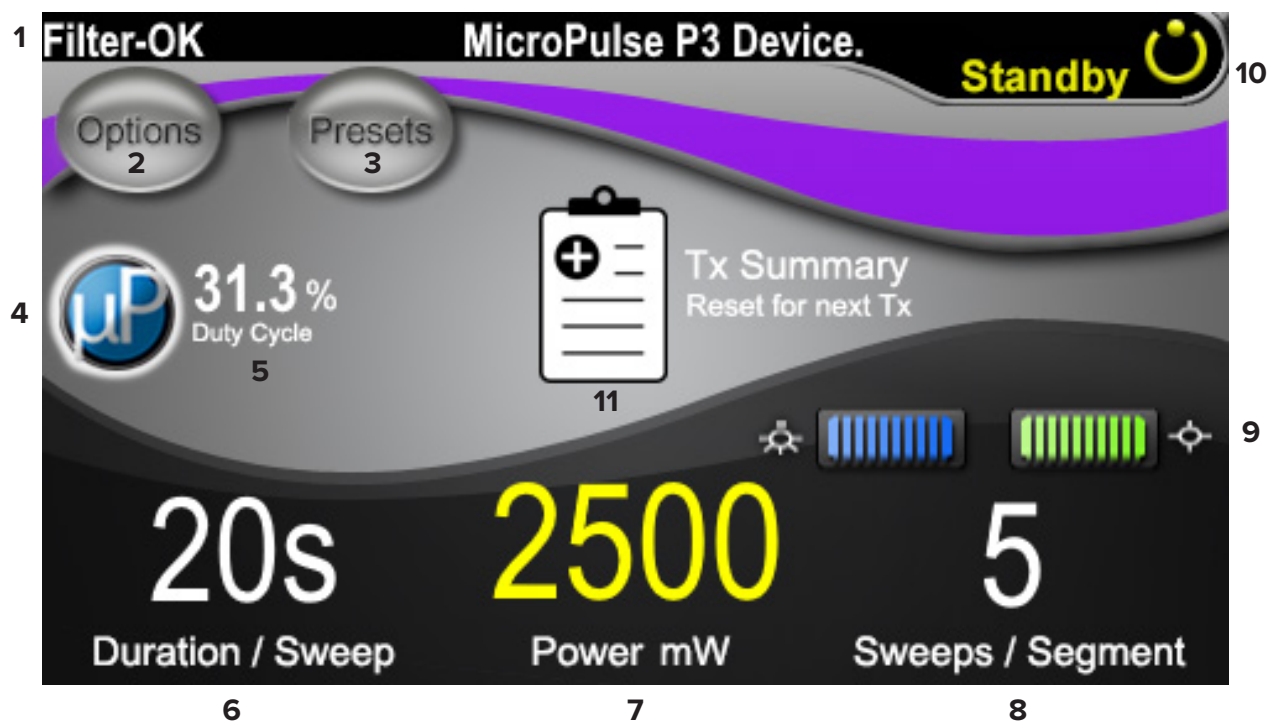 1 Filter-OK MicroPulse P3 Device.
Standby 10
Options Presets
2 3
Tx Summary
31.3 %
Reset for next Tx
4 µP
Duty Cycle
5
11
9
20s 2500 5
Duration / Sweep Power mW Sweeps / Segment
6 7 8